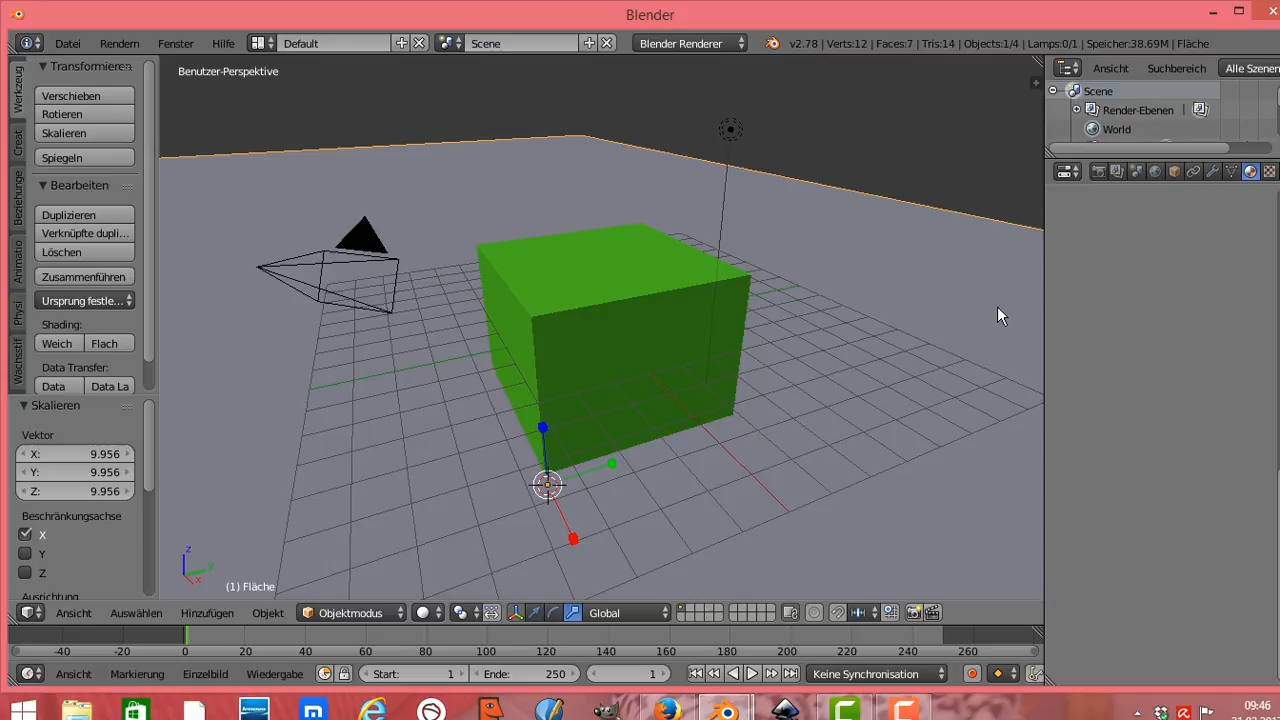 Blender
Datei Rendern Fenster Hilfe Default Scene Blender Renderer v2.78 | Verts:12 | Faces:7 | Tris:14 | Objects:1/4 | Lamps:0/1 | Speicher:38.69M | Fläche
Transformieren
Benutzer-Perspektive
Ansicht Suchbereich Alle Szenen
Scene
Render-Ebenen
World
Werkzeug
Creat
Beziehunge
Animatio
Physi
Wachsstif
Verschieben
Rotieren
Skalieren
Spiegeln
Bearbeiten
Duplizieren
Verknüpfte dupli...
Löschen
Zusammenführen
Ursprung festle...
Shading:
Weich Flach
Data Transfer:
Data Data La
Skalieren
Vektor
X: 9.956
Y: 9.956
Z: 9.956
Beschränkungsachse
X
Y
Z
Ausrichtung
z
y
x
(1) Fläche
Ansicht Auswählen Hinzufügen Objekt Objektmodus Global
-40 -20 0 20 40 60 80 100 120 140 160 180 200 220 240 260
Ansicht Markierung Einzelbild Wiedergabe Start: 1 Ende: 250 1 Keine Synchronisation
09:46